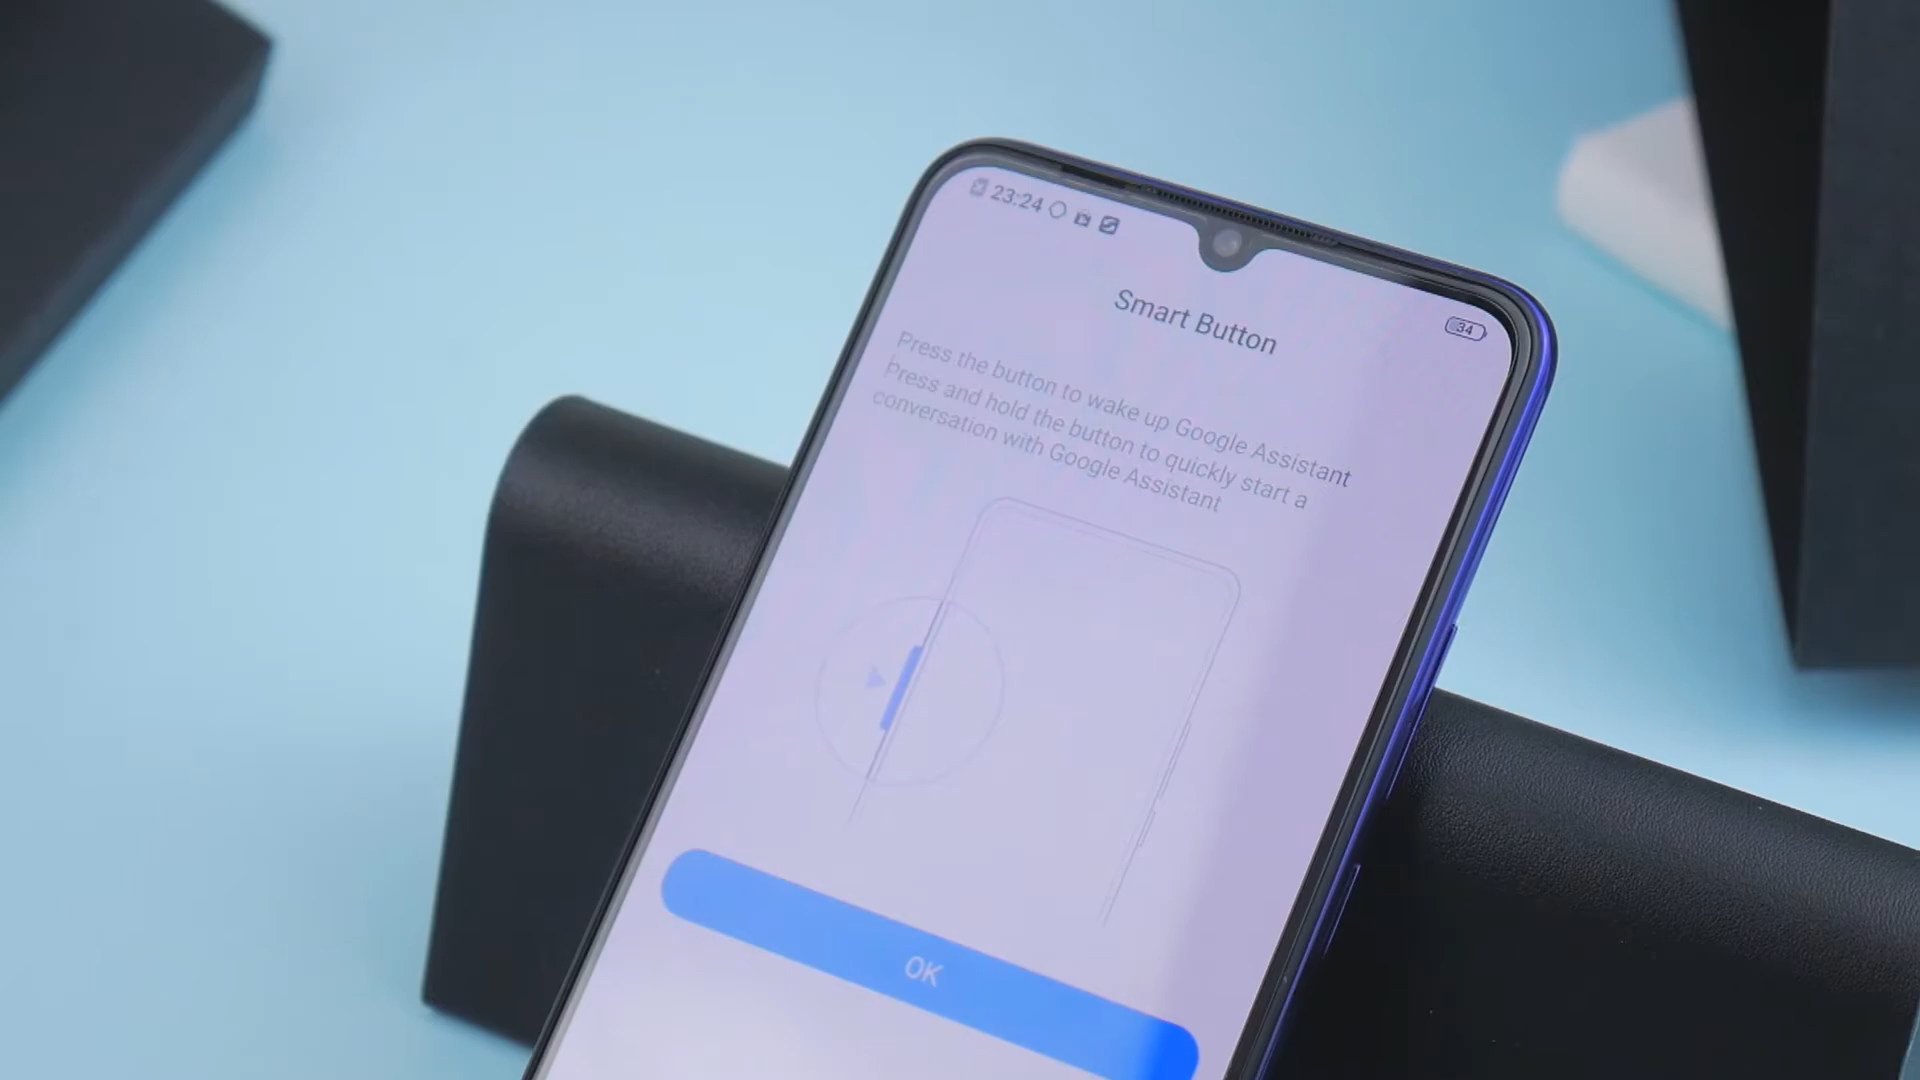 23:24
34
Smart Button
Press the button to wake up Google Assistant
Press and hold the button to quickly start a
conversation with Google Assistant
OK